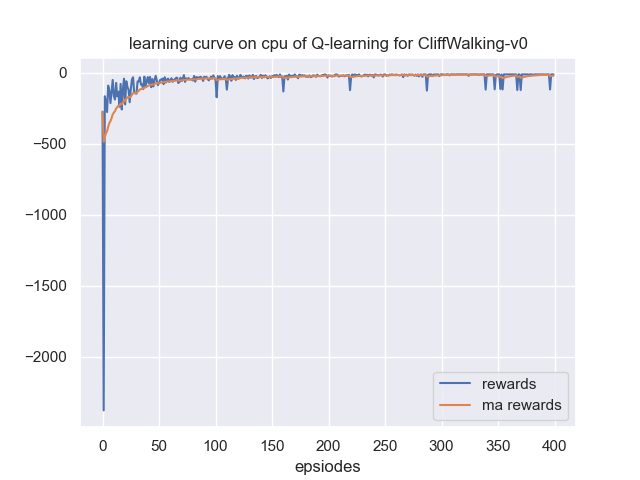 learning curve on cpu of Q-learning for CliffWalking-v0
0
−500
−1000
−1500
−2000
0 50 100 150 200 250 300 350 400
epsiodes
rewards
ma rewards